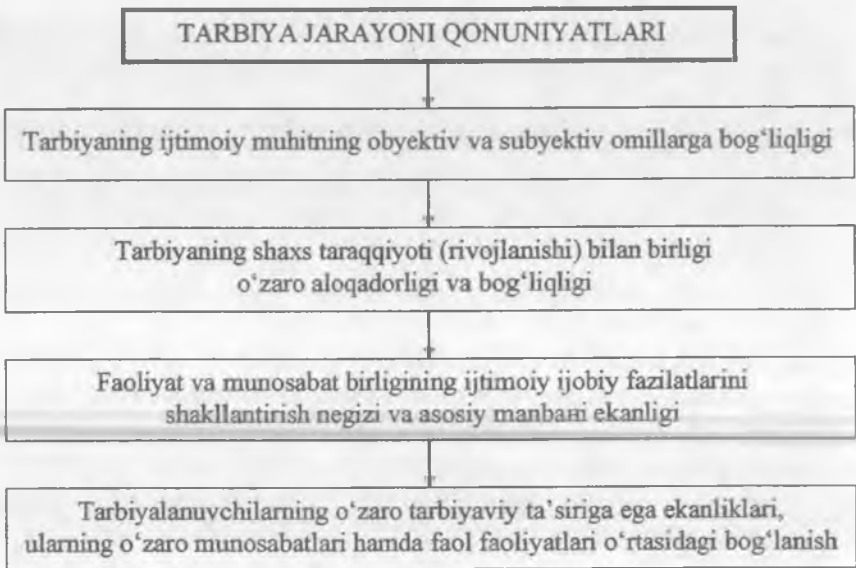 TARBIYA JARAYONI QONUNIYATLARI
Tarbiyaning ijtimoiy muhitning obyektiv va subyektiv omillarga bog‘liqligi
Tarbiyaning shaxs taraqqiyoti (rivojlanishi) bilan birligi
o‘zaro aloqadorligi va bog‘liqligi
Faoliyat va munosabat birligining ijtimoiy ijobiy fazilatlarini
shakllantirish negizi va asosiy manbani ekanligi
Tarbiyalanuvchilarning o‘zaro tarbiyaviy ta’siriga ega ekanliklari,
ularning o‘zaro munosabatlari hamda faol faoliyatlari o‘rtasidagi bog‘lanish